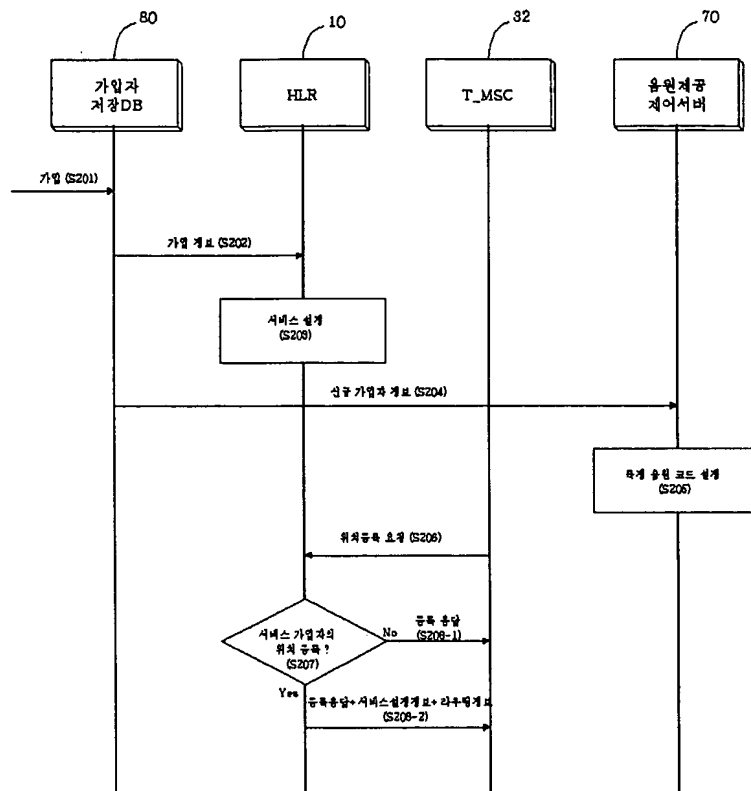 80
10
32
70
가입자
저장DB
HLR
T_MSC
음원제공
제어서버
가입 (S201)
가입 정보 (S202)
서비스 설정
(S203)
신규 가입자 정보 (S204)
특정 음원 코드 설정
(S205)
위치등록 요청 (S206)
서비스 가입자의
위치 등록 ?
(S207)
No
등록 응답
(S208-1)
Yes
등록응답+서비스설정정보+라우팅정보
(S208-2)